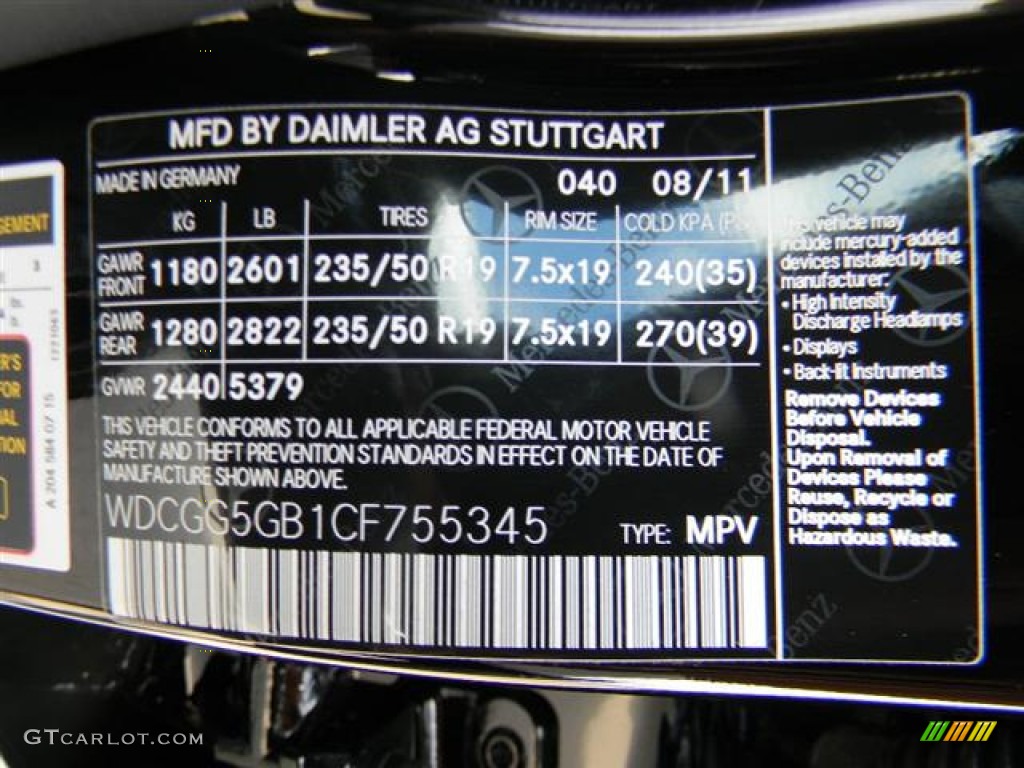 MFD BY DAIMLER AG STUTTGART
MADE IN GERMANY 040 08/11
KG LB TIRES RIM SIZE COLD KPA
GAWR FRONT 1180 2601 235/50 R19 7.5x19 240(35)
GAWR REAR 1280 2822 235/50 R19 7.5x19 270(39)
GVWR 2440 5379
THIS VEHICLE CONFORMS TO ALL APPLICABLE FEDERAL MOTOR VEHICLE
SAFETY AND THEFT PREVENTION STANDARDS IN EFFECT ON THE DATE OF
MANUFACTURE SHOWN ABOVE.
WDCGG5GB1CF755345 TYPE: MPV
This vehicle may
include mercury-added
devices installed by the
manufacturer:
• High Intensity
Discharge Headlamps
• Displays
• Back-lit Instruments
Remove Devices
Before Vehicle
Disposal.
Upon Removal of
Devices Please
Reuse, Recycle or
Dispose as
Hazardous Waste.
A 204 584 07 15
GTCARLOT.COM